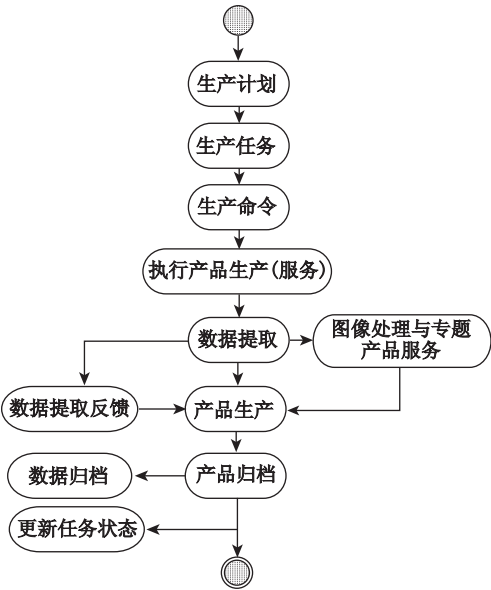 生产计划
生产任务
生产命令
执行产品生产(服务)
数据提取
图像处理与专题
产品服务
数据提取反馈
产品生产
数据归档
产品归档
更新任务状态